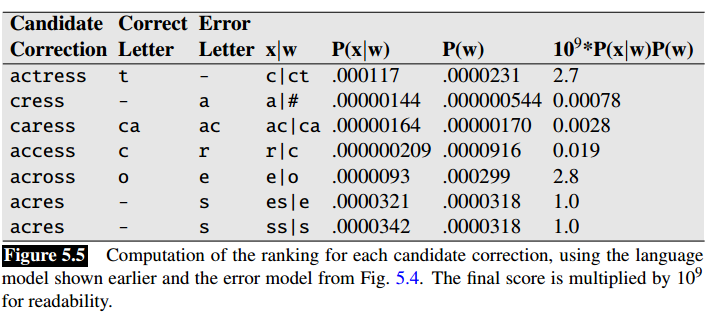 Candidate Correct Error
Correction Letter Letter x|w P(x|w) P(w) 10⁹*P(x|w)P(w)
actress t - c|ct .000117 .0000231 2.7
cress - a a|# .00000144 .000000544 0.00078
caress ca ac ac|ca .00000164 .00000170 0.0028
access c r r|c .000000209 .0000916 0.019
across o e e|o .0000093 .000299 2.8
acres - s es|e .0000321 .0000318 1.0
acres - s ss|s .0000342 .0000318 1.0
Figure 5.5 Computation of the ranking for each candidate correction, using the language
model shown earlier and the error model from Fig. 5.4. The final score is multiplied by 10⁹
for readability.